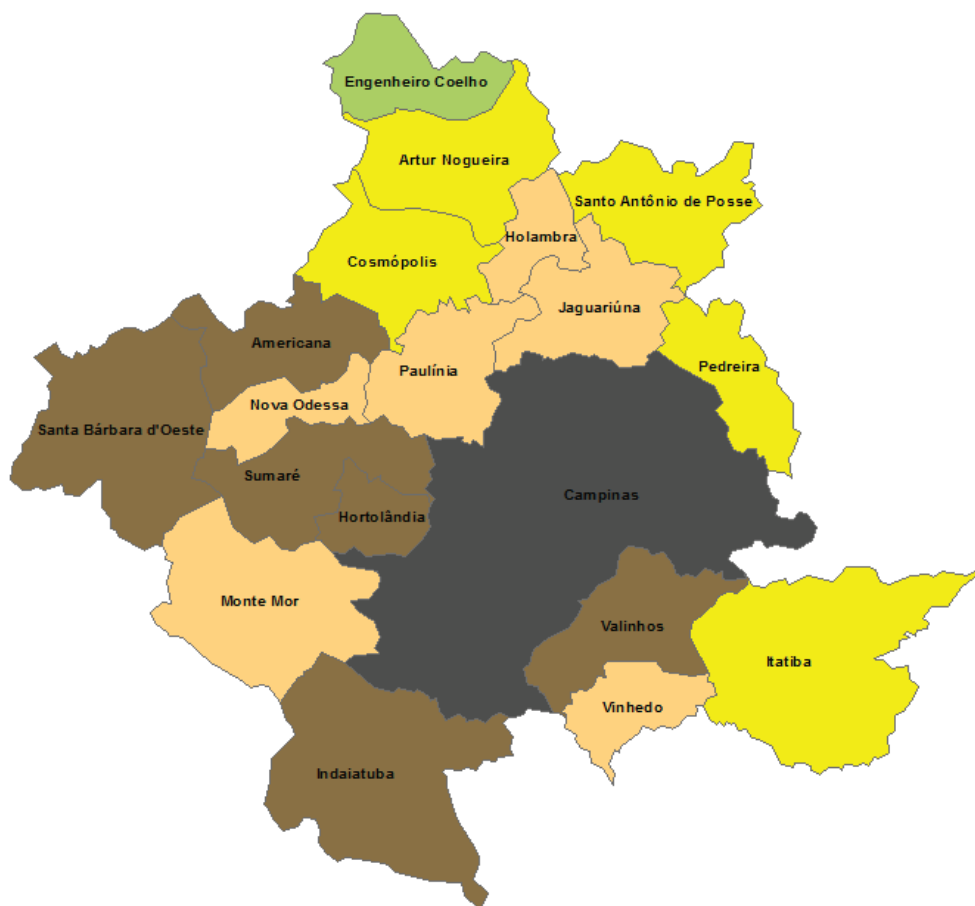 Engenheiro Coelho
Artur Nogueira
Santo Antônio de Posse
Holambra
Cosmópolis
Jaguariúna
Americana
Pedreira
Paulínia
Nova Odessa
Santa Bárbara d'Oeste
Sumaré
Campinas
Hortolândia
Monte Mor
Valinhos
Itatiba
Vinhedo
Indaiatuba